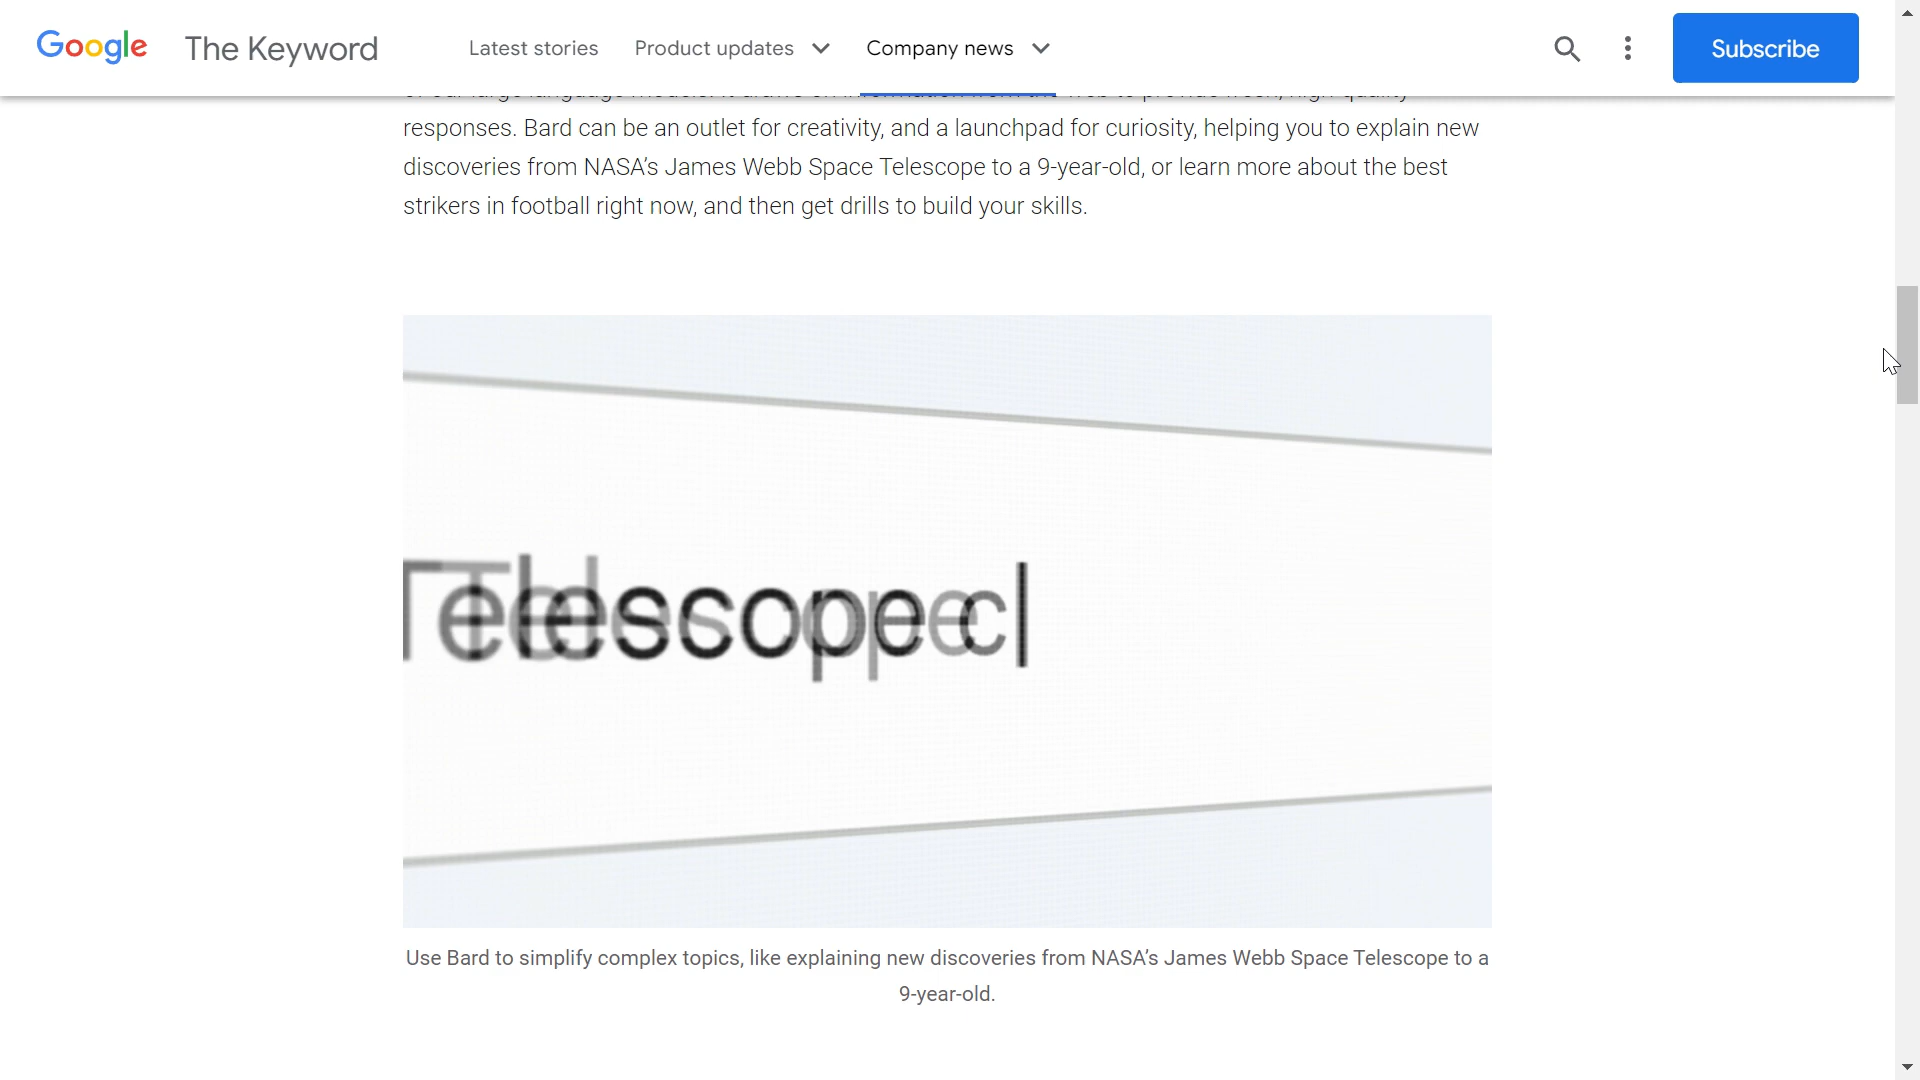 Google The Keyword Latest stories Product updates Company news Subscribe
responses. Bard can be an outlet for creativity, and a launchpad for curiosity, helping you to explain new
discoveries from NASA’s James Webb Space Telescope to a 9-year-old, or learn more about the best
strikers in football right now, and then get drills to build your skills.
Telescope c
Use Bard to simplify complex topics, like explaining new discoveries from NASA’s James Webb Space Telescope to a
9-year-old.